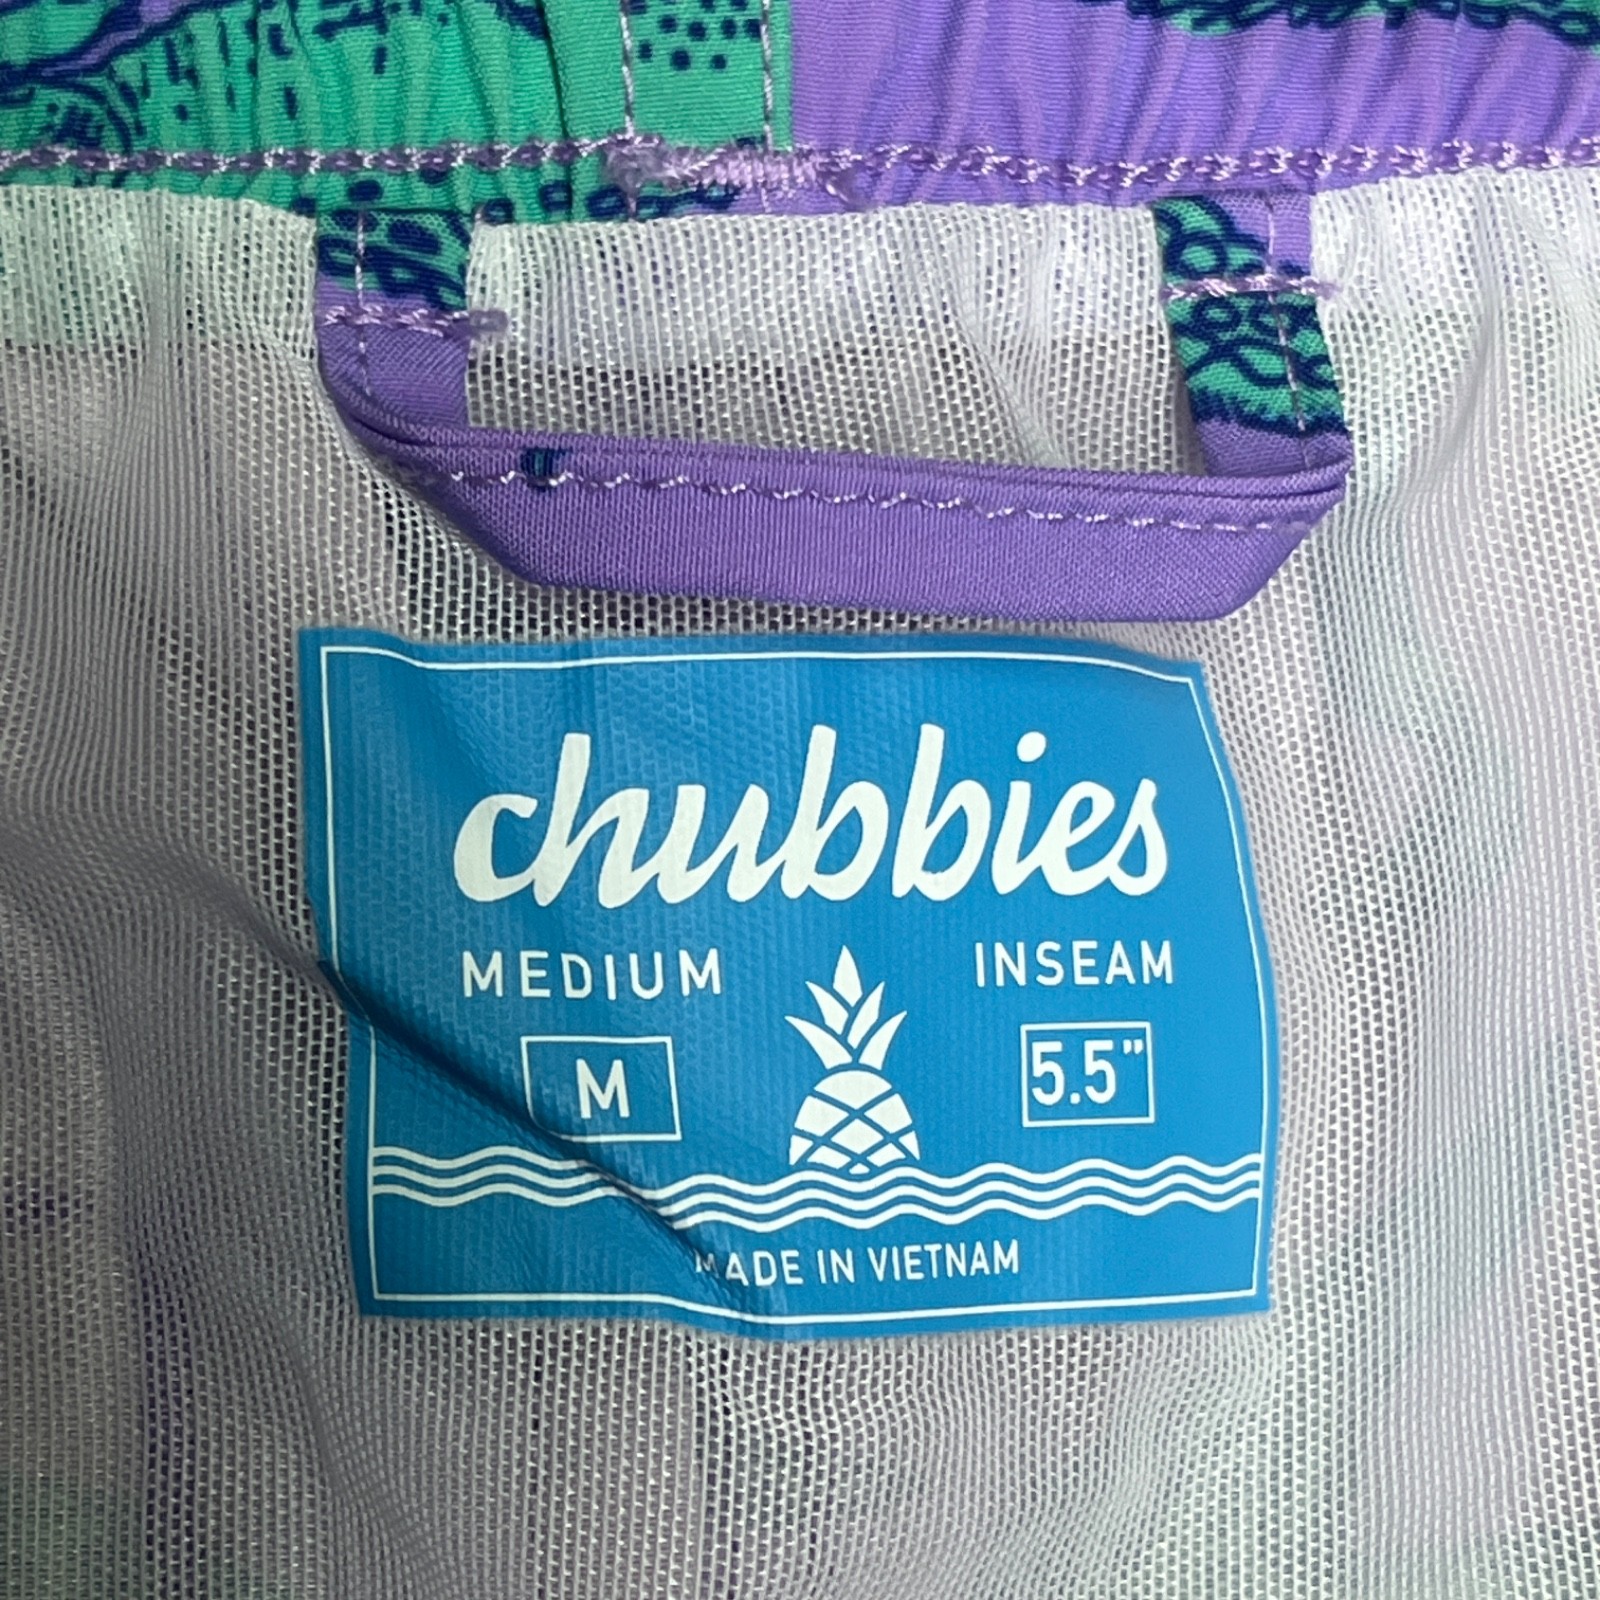 chubbies
MEDIUM INSEAM
M 5.5”
MADE IN VIETNAM